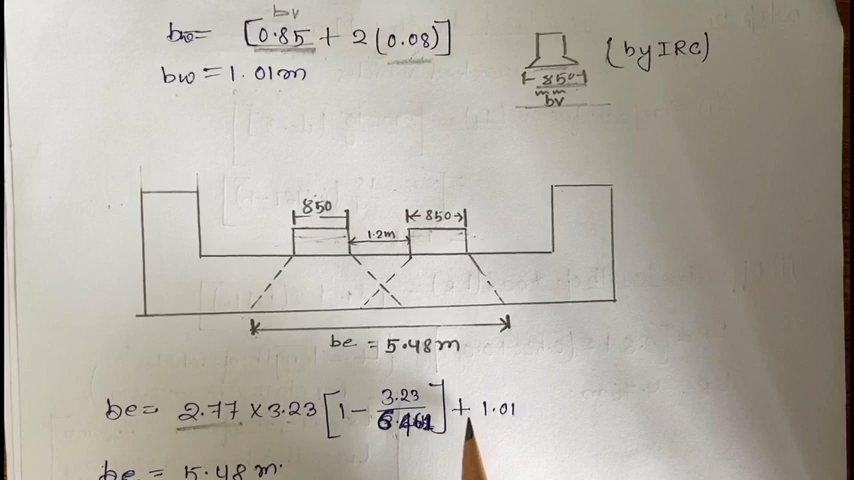 bv
bw = [0.85 + 2(0.08)]
bw = 1.01m
850
mm
bv
(by IRC)
850
1.2m
850
be = 5.48m
be = 2.77 × 3.23 [1 - 3.23/6.461] + 1.01
be = 5.48 m.